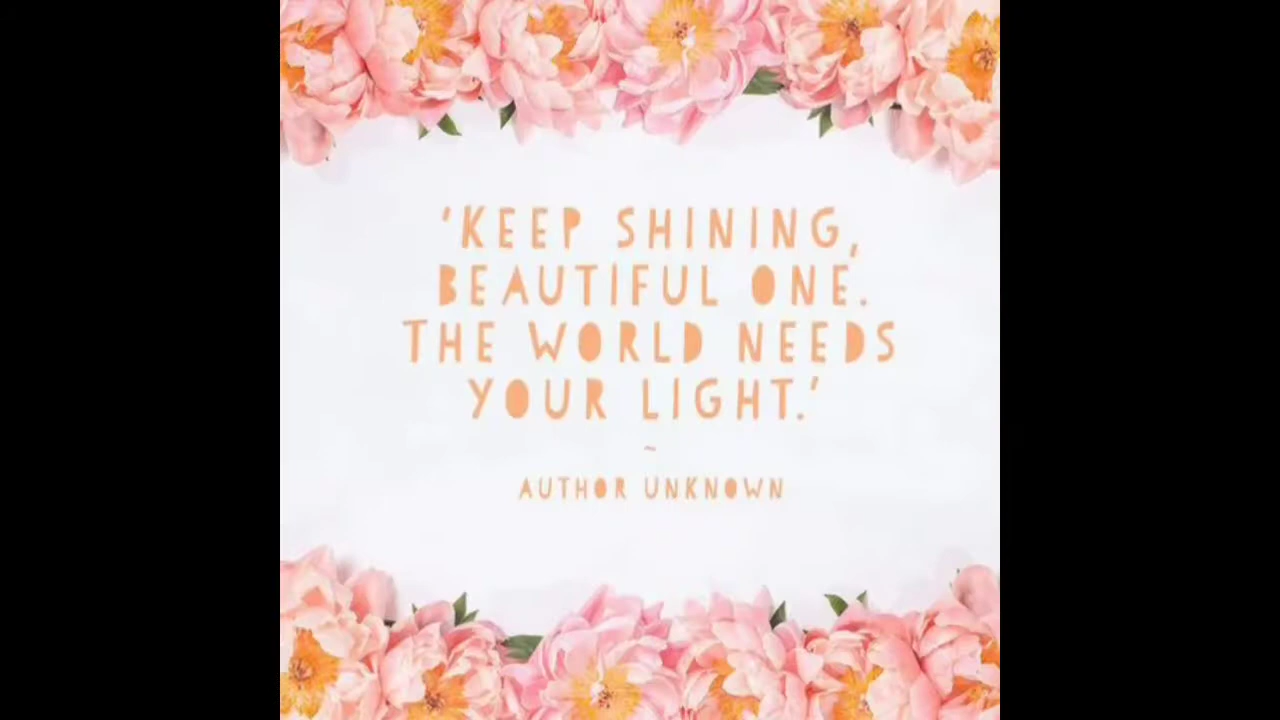 ‘KEEP SHINING,
BEAUTIFUL ONE.
THE WORLD NEEDS
YOUR LIGHT.’
~
AUTHOR UNKNOWN